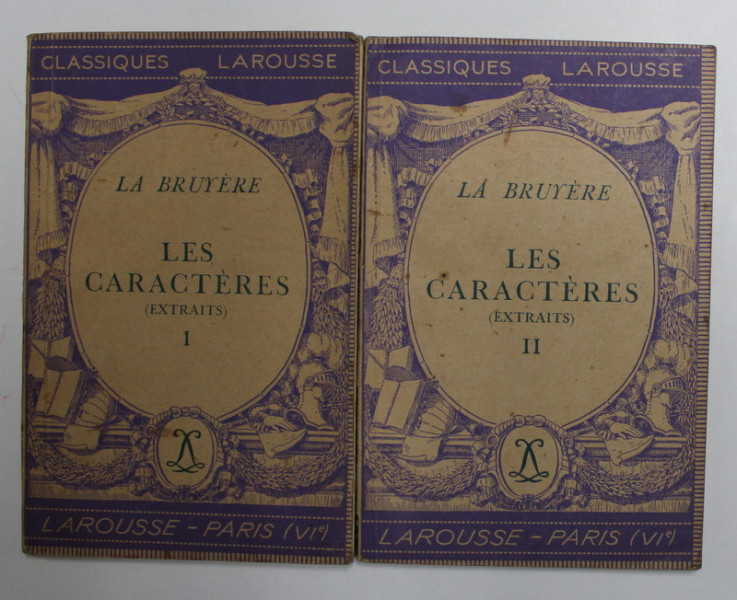 CLASSIQUES LAROUSSE
LA BRUYÈRE
LES
CARACTÈRES
(EXTRAITS)
I
L
LAROUSSE – PARIS (VIe)
CLASSIQUES LAROUSSE
LA BRUYÈRE
LES
CARACTÈRES
(EXTRAITS)
II
L
LAROUSSE – PARIS (VIe)